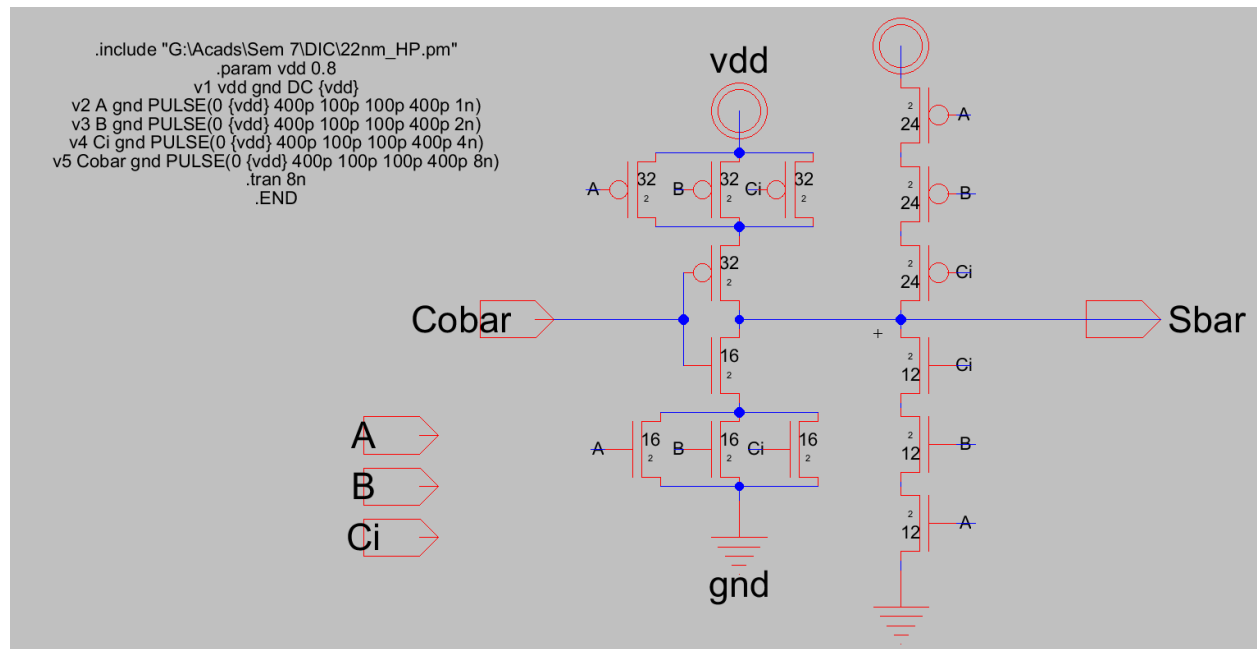 .include "G:\Acads\Sem 7\DIC\22nm_HP.pm"
.param vdd 0.8
v1 vdd gnd DC {vdd}
v2 A gnd PULSE(0 {vdd} 400p 100p 100p 400p 1n)
v3 B gnd PULSE(0 {vdd} 400p 100p 100p 400p 2n)
v4 Ci gnd PULSE(0 {vdd} 400p 100p 100p 400p 4n)
v5 Cobar gnd PULSE(0 {vdd} 400p 100p 100p 400p 8n)
.tran 8n
.END
vdd
A 32 2 B 32 2 Ci 32 2
32 2
Cobar
16 2
A 16 2 B 16 2 Ci 16 2
gnd
2 24 A
2 24 B
2 24 Ci
Sbar
2 12 Ci
2 12 B
2 12 A
A
B
Ci